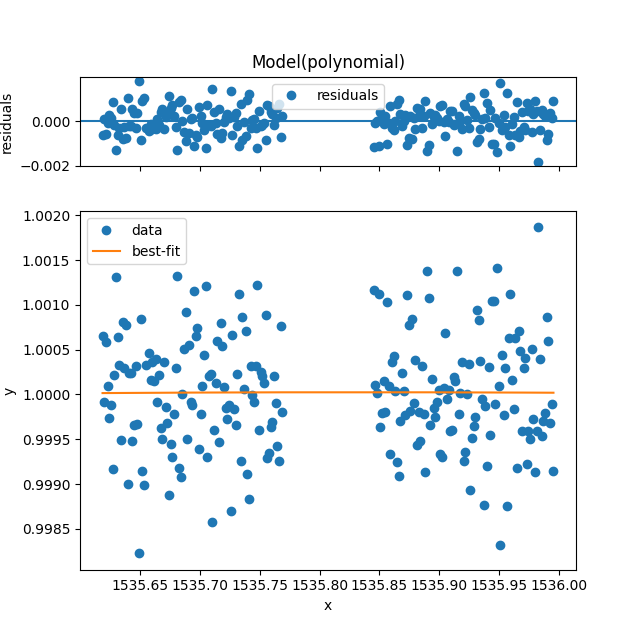 Model(polynomial)
residuals
0.000
−0.002
residuals
1.0020
1.0015
1.0010
1.0005
1.0000
0.9995
0.9990
0.9985
y
data
best-fit
1535.65 1535.70 1535.75 1535.80 1535.85 1535.90 1535.95 1536.00
x